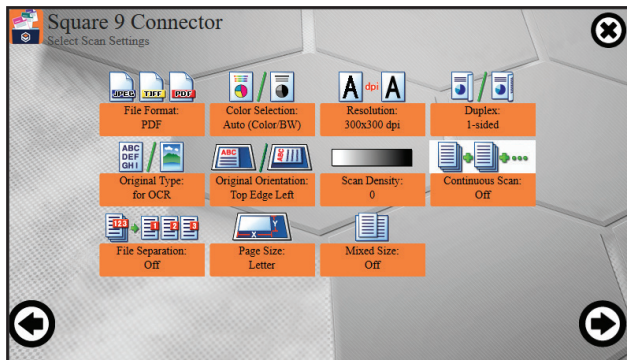 Square 9 Connector
Select Scan Settings
JPEG TIFF PDF
A dpi A
File Format:
PDF
Color Selection:
Auto (Color/BW)
Resolution:
300x300 dpi
Duplex:
1-sided
ABC
DEF
GHI
ABC
Original Type:
for OCR
Original Orientation:
Top Edge Left
Scan Density:
0
Continuous Scan:
Off
123 1 2 3
X Y
File Separation:
Off
Page Size:
Letter
Mixed Size:
Off